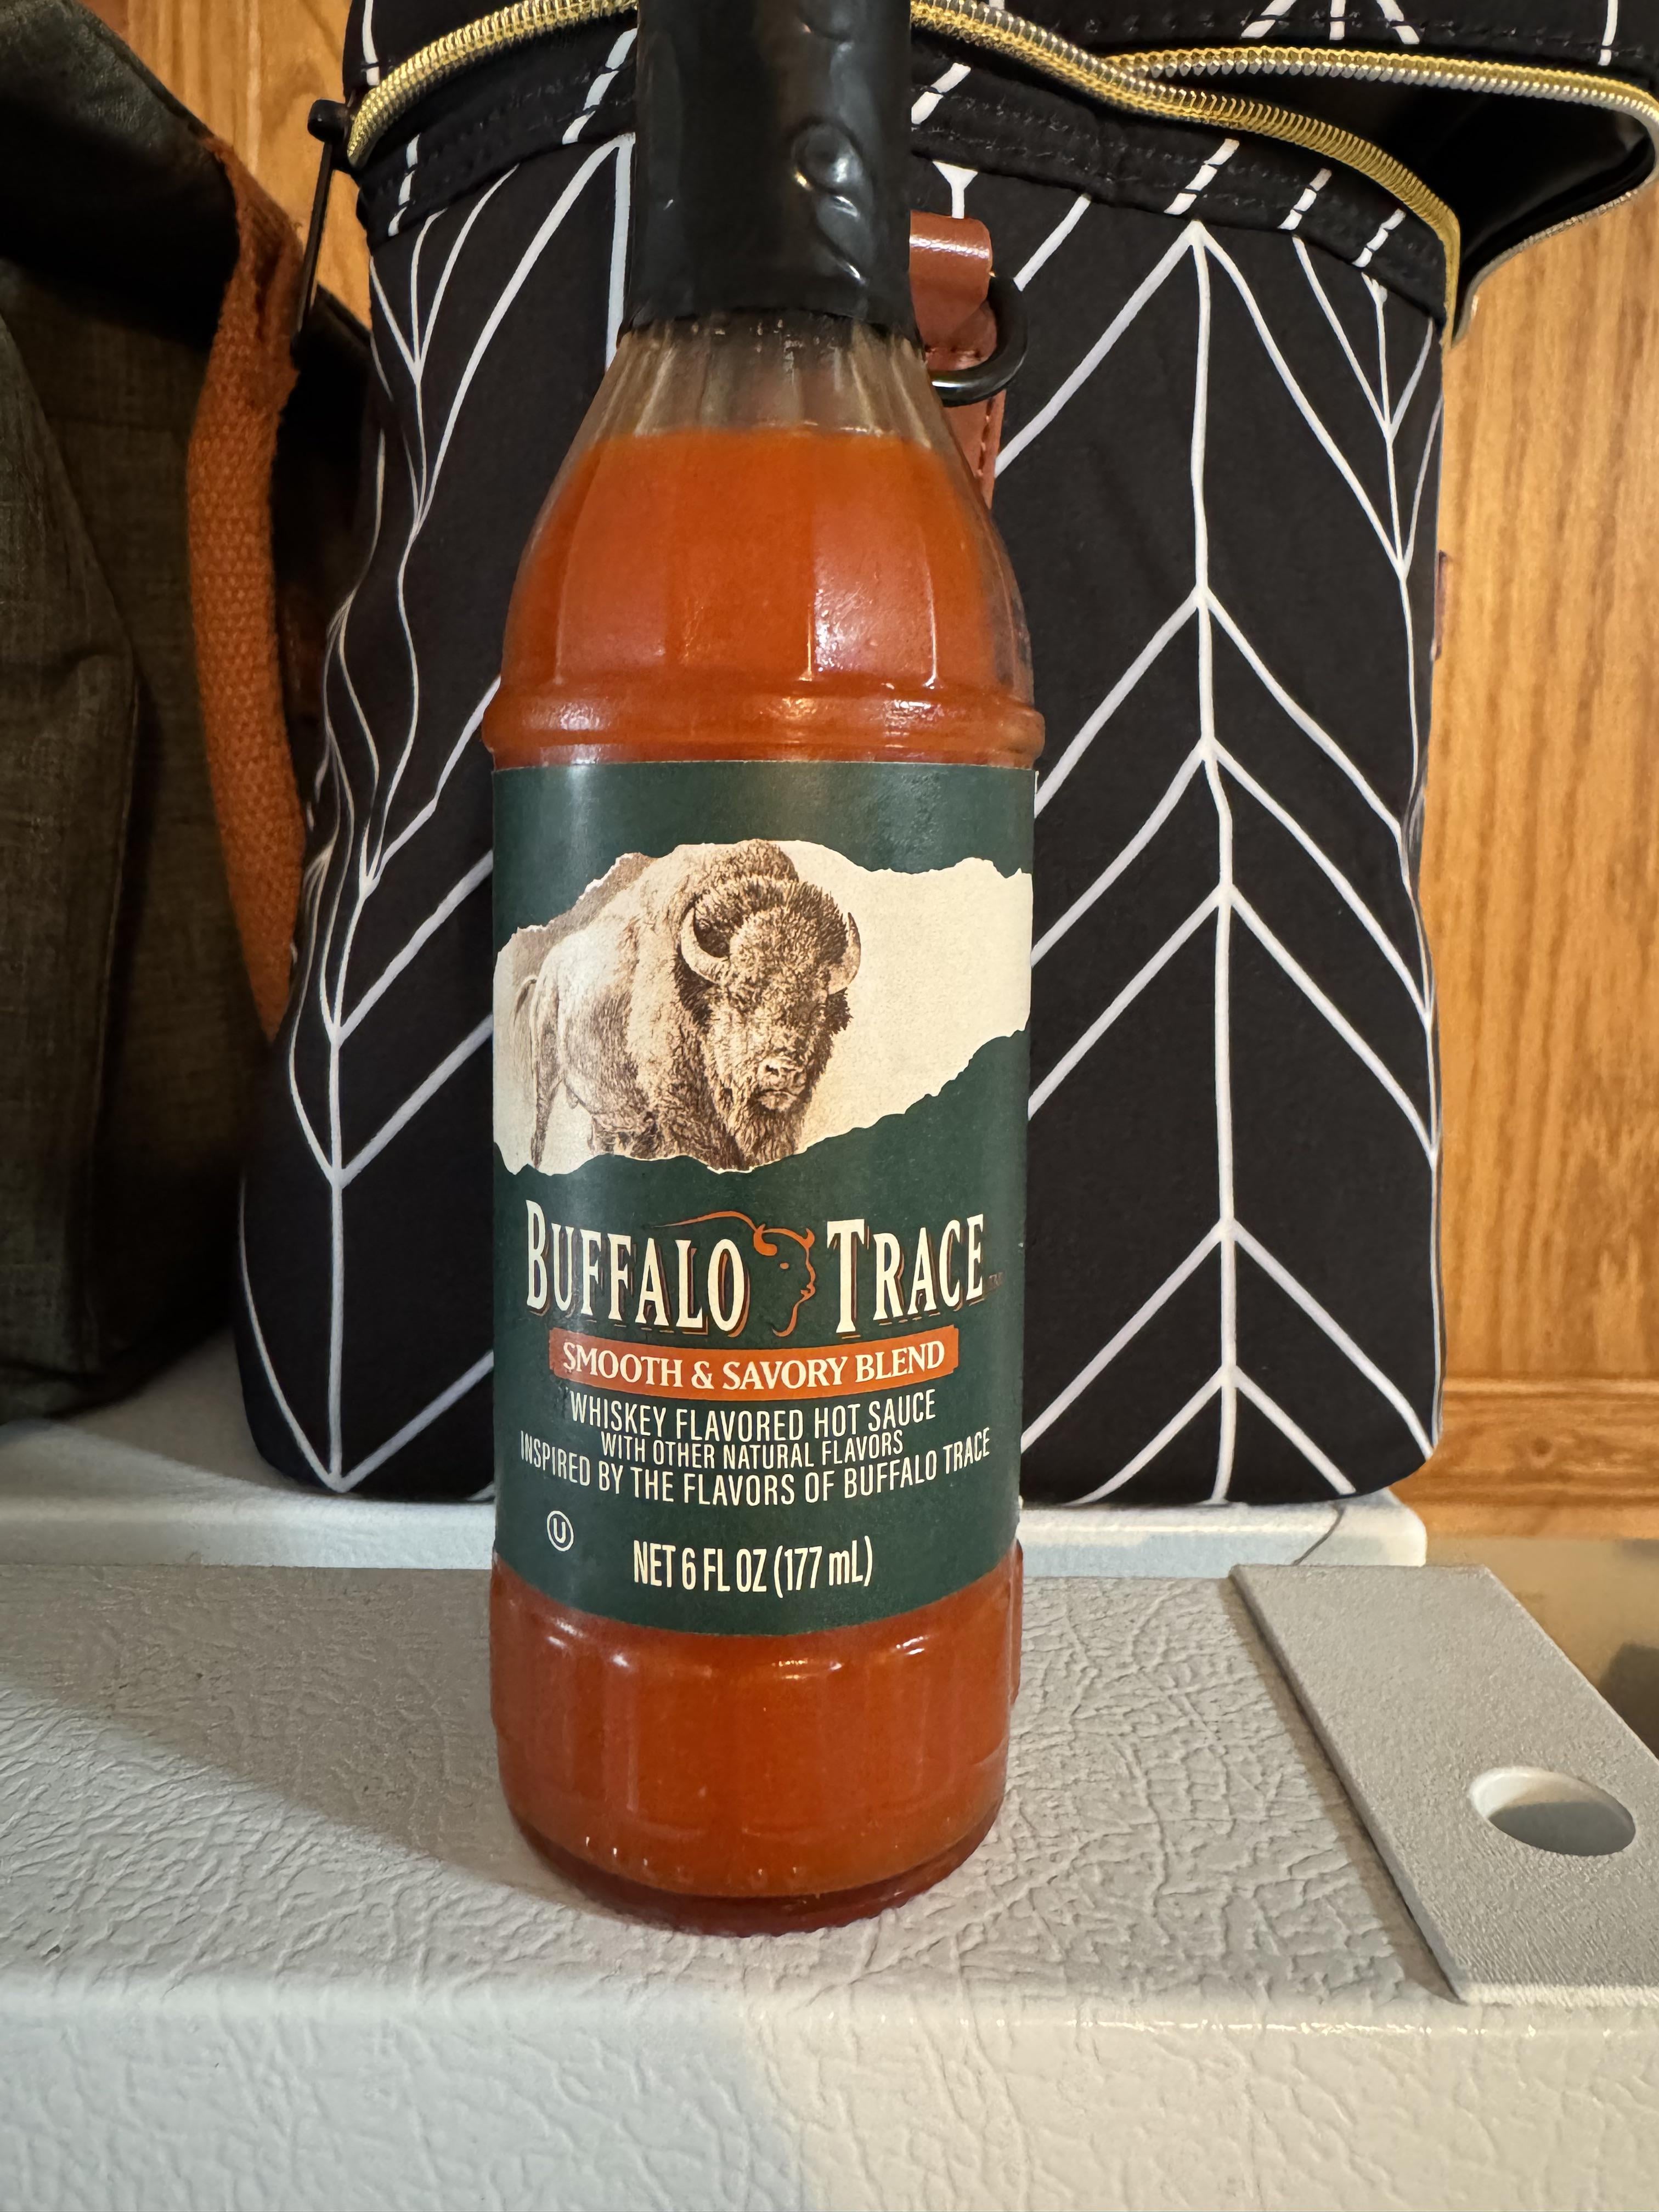 BUFFALO TRACE™
SMOOTH & SAVORY BLEND
WHISKEY FLAVORED HOT SAUCE
WITH OTHER NATURAL FLAVORS
INSPIRED BY THE FLAVORS OF BUFFALO TRACE
U
NET 6 FL OZ (177 mL)